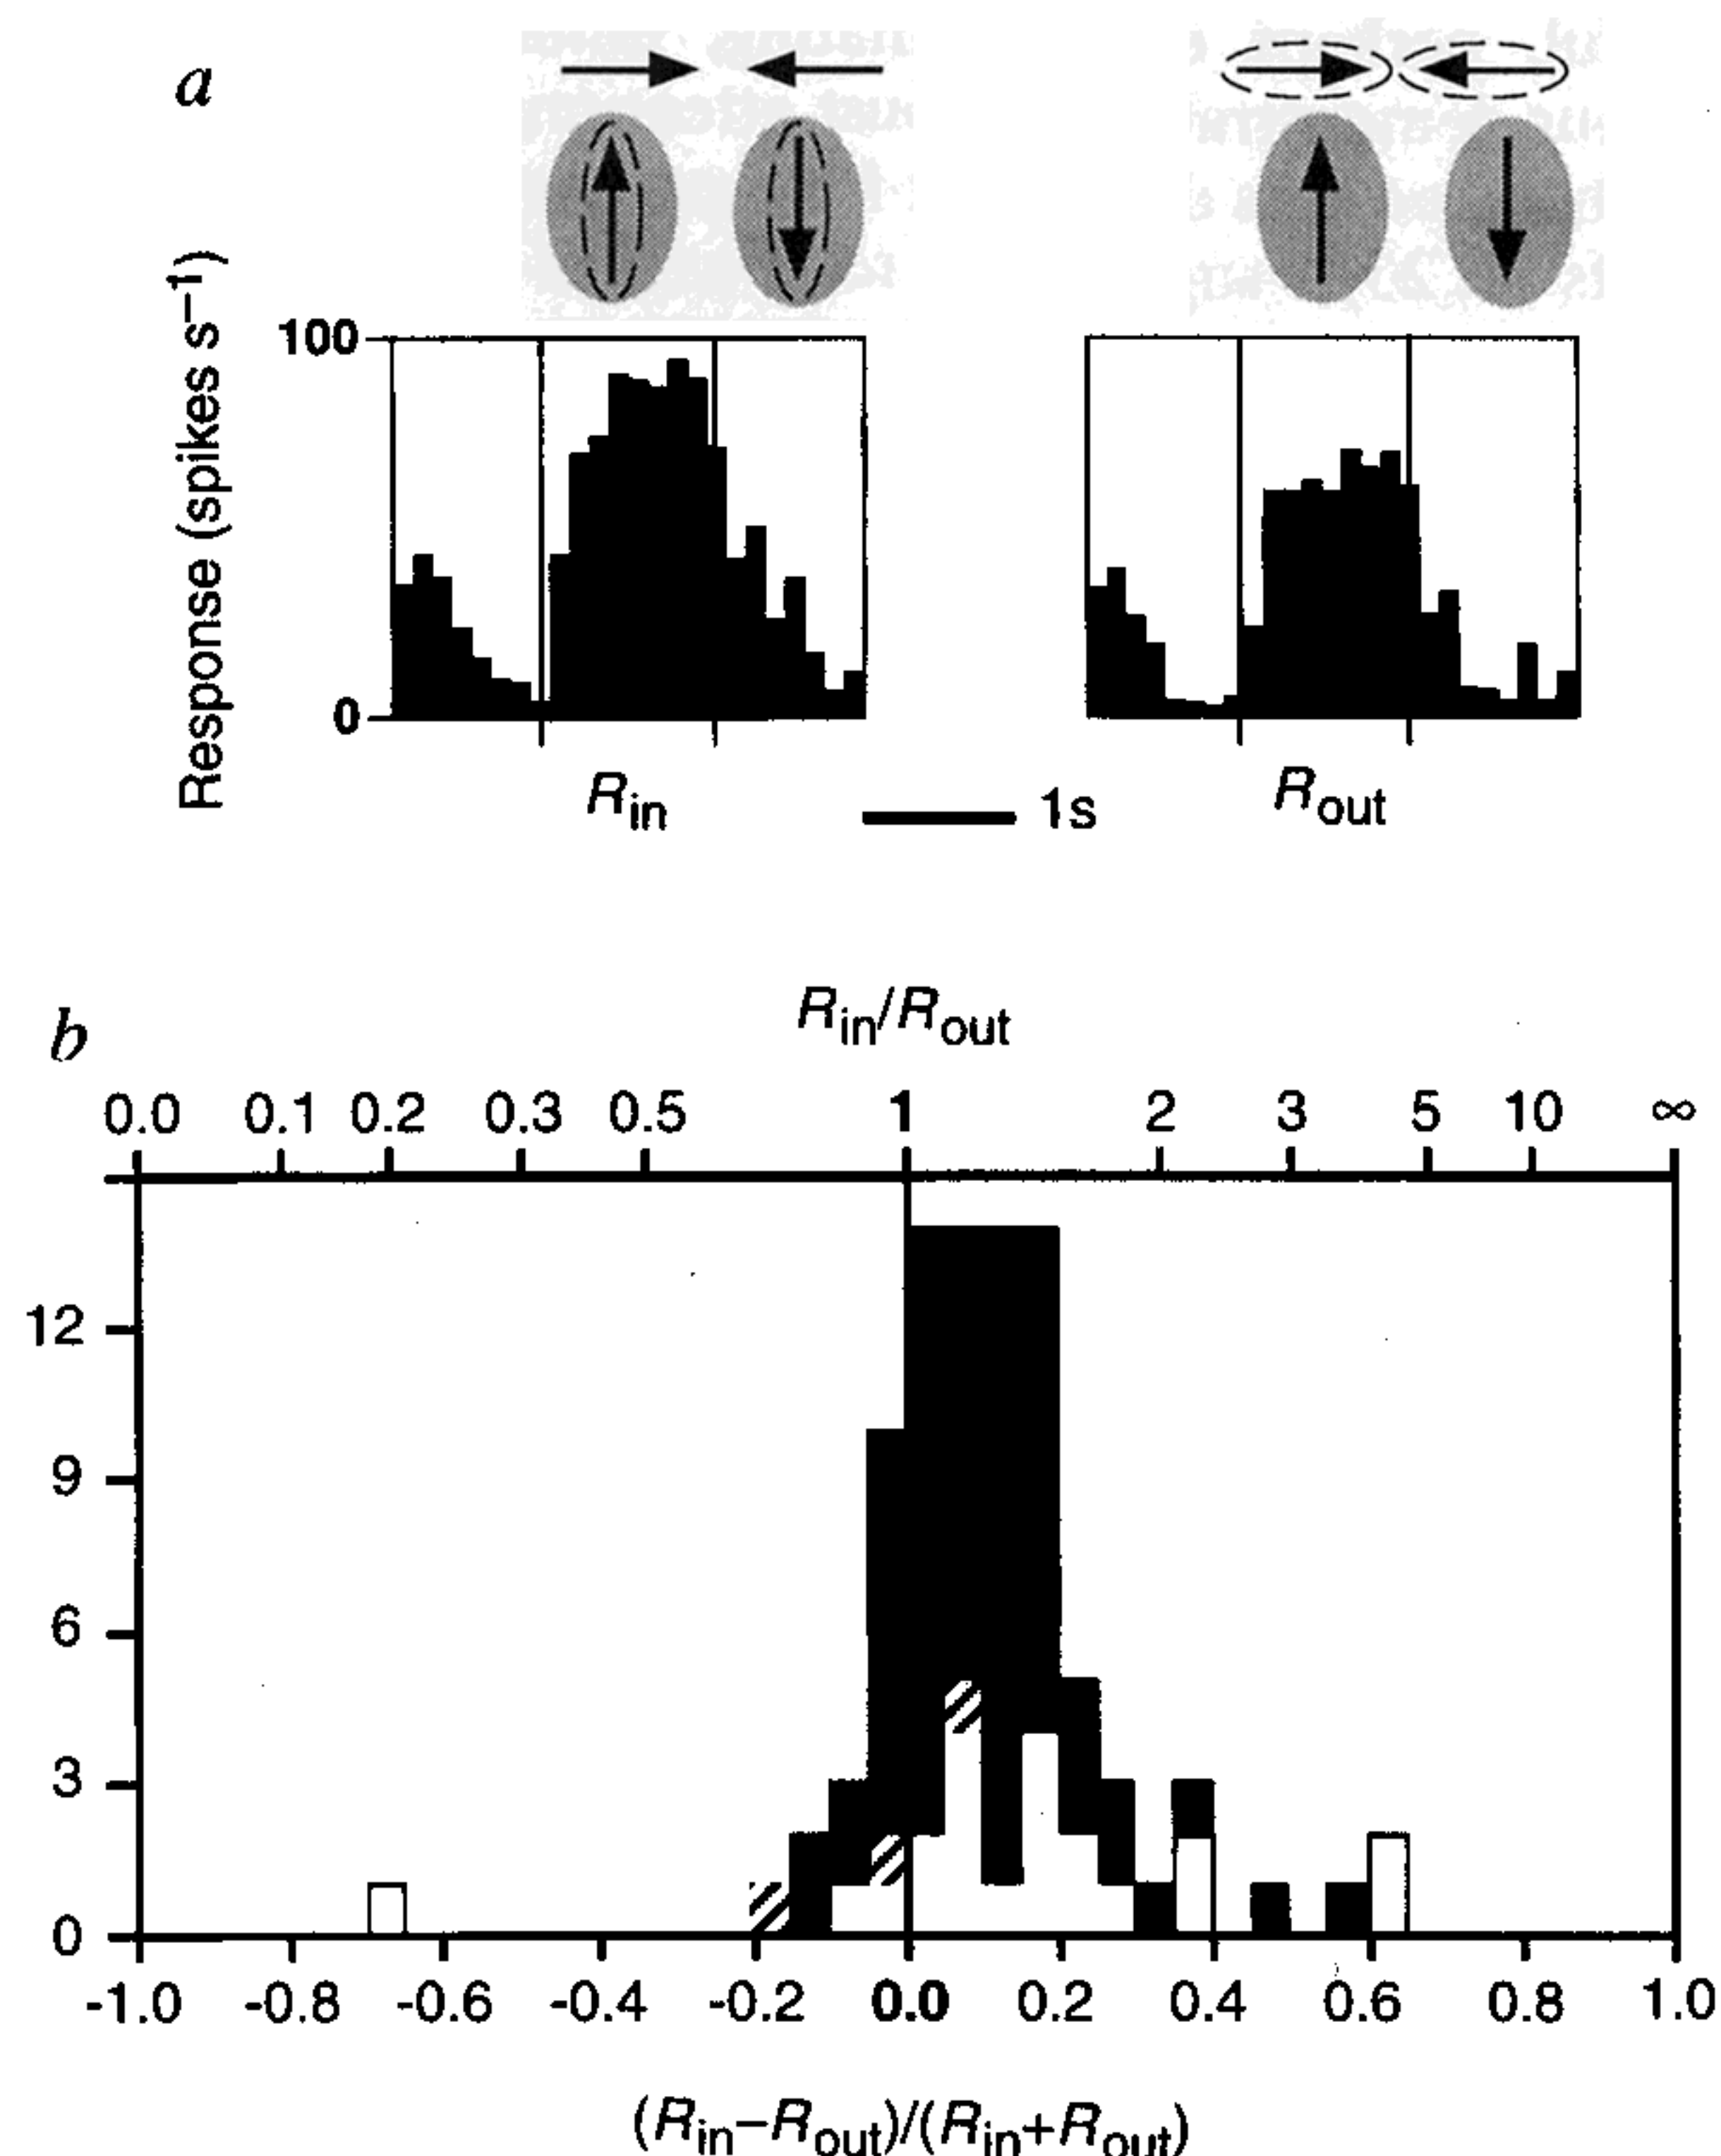 a
Response (spikes s⁻¹)
100
0
Rin
1s
Rout
b
Rin/Rout
0.0 0.1 0.2 0.3 0.5 1 2 3 5 10 ∞
12
9
6
3
0
-1.0 -0.8 -0.6 -0.4 -0.2 0.0 0.2 0.4 0.6 0.8 1.0
(Rin−Rout)/(Rin+Rout)